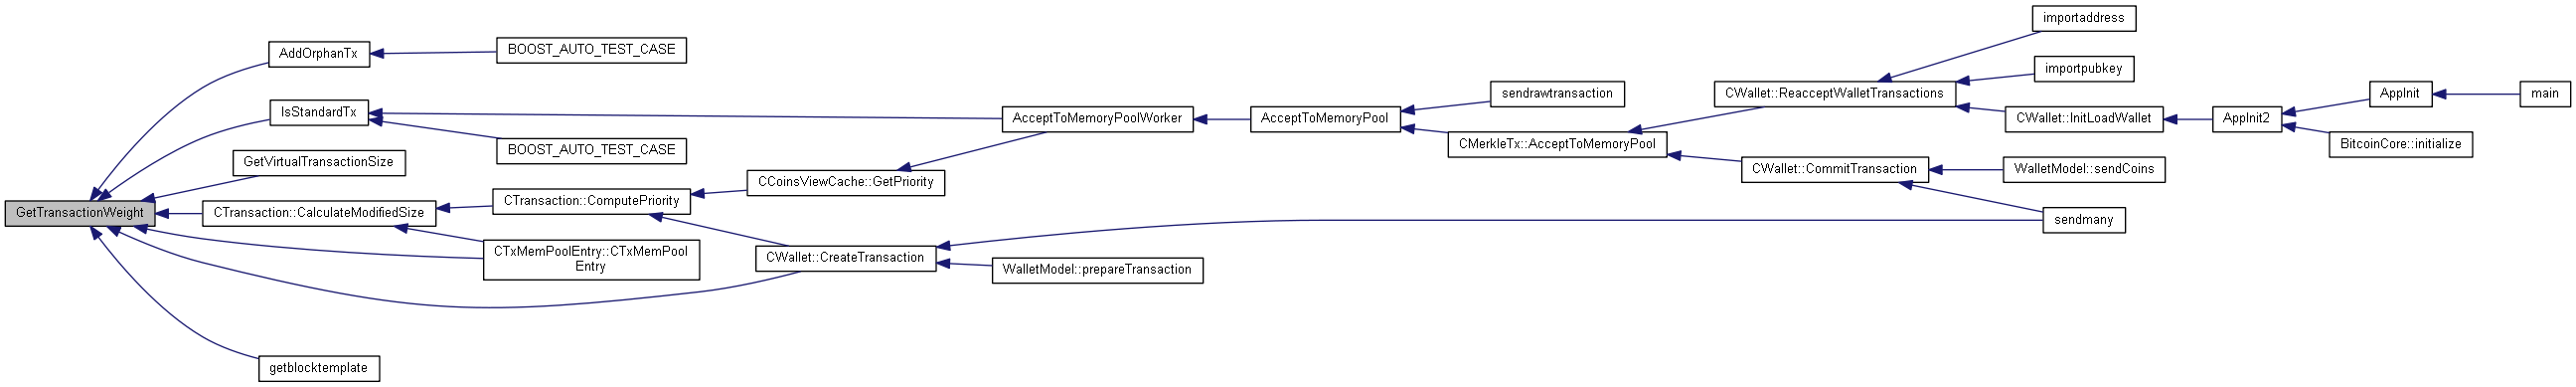 importaddress
AddOrphanTx
BOOST_AUTO_TEST_CASE
importpubkey
sendrawtransaction
CWallet::ReacceptWalletTransactions
AppInit
main
IsStandardTx
AcceptToMemoryPoolWorker
AcceptToMemoryPool
CWallet::InitLoadWallet
AppInit2
BOOST_AUTO_TEST_CASE
CMerkleTx::AcceptToMemoryPool
BitcoinCore::initialize
GetVirtualTransactionSize
CCoinsViewCache::GetPriority
CWallet::CommitTransaction
WalletModel::sendCoins
GetTransactionWeight
CTransaction::CalculateModifiedSize
CTransaction::ComputePriority
sendmany
CTxMemPoolEntry::CTxMemPool
Entry
CWallet::CreateTransaction
WalletModel::prepareTransaction
getblocktemplate